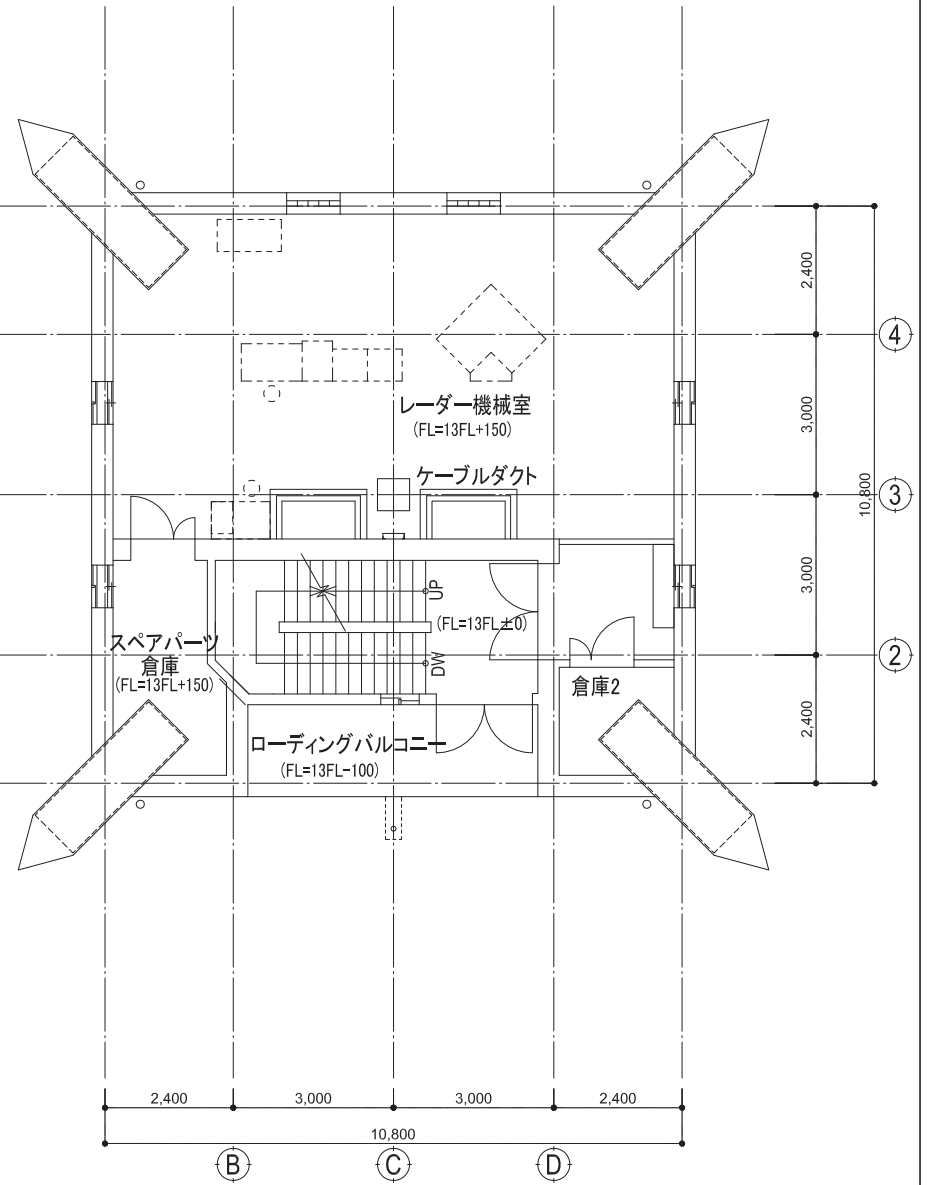 2,400
4
3,000
レーダー機械室
(FL=13FL+150)
ケーブルダクト
10,800
3
3,000
UP
(FL=13FL±0)
DW
スペアパーツ
倉庫
(FL=13FL+150)
2
倉庫2
2,400
ローディングバルコニー
(FL=13FL-100)
2,400
3,000
3,000
2,400
10,800
B
C
D